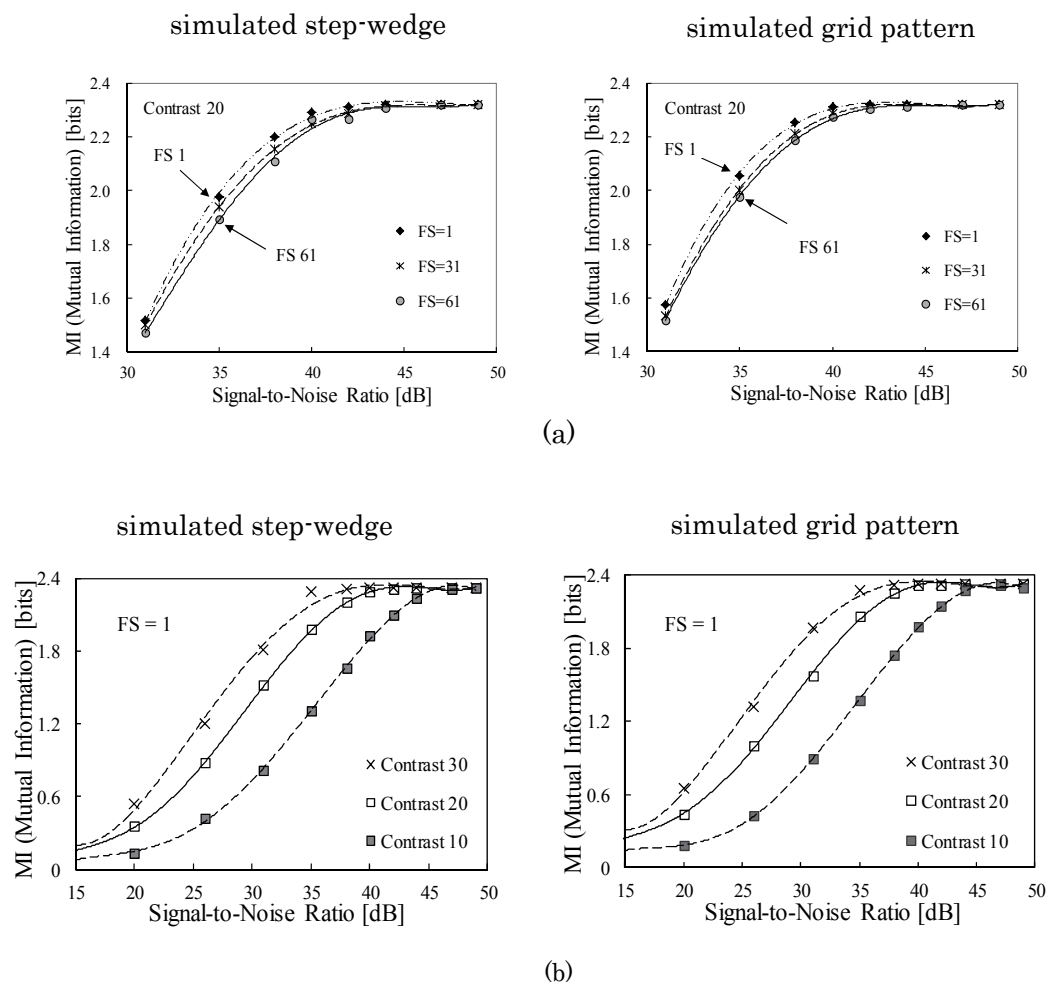 simulated step-wedge
simulated grid pattern
MI (Mutual Information) [bits]
2.4
2.2
2.0
1.8
1.6
1.4
Contrast 20
FS 1
FS 61
FS=1
FS=31
FS=61
30 35 40 45 50
Signal-to-Noise Ratio [dB]
MI (Mutual Information) [bits]
2.4
2.2
2.0
1.8
1.6
1.4
Contrast 20
FS 1
FS 61
FS=1
FS=31
FS=61
30 35 40 45 50
Signal-to-Noise Ratio [dB]
(a)
simulated step-wedge
simulated grid pattern
MI (Mutual Information) [bits]
2.4
1.8
1.2
0.6
0
FS = 1
Contrast 30
Contrast 20
Contrast 10
15 20 25 30 35 40 45 50
Signal-to-Noise Ratio [dB]
MI (Mutual Information) [bits]
2.4
1.8
1.2
0.6
0
FS = 1
Contrast 30
Contrast 20
Contrast 10
15 20 25 30 35 40 45 50
Signal-to-Noise Ratio [dB]
(b)